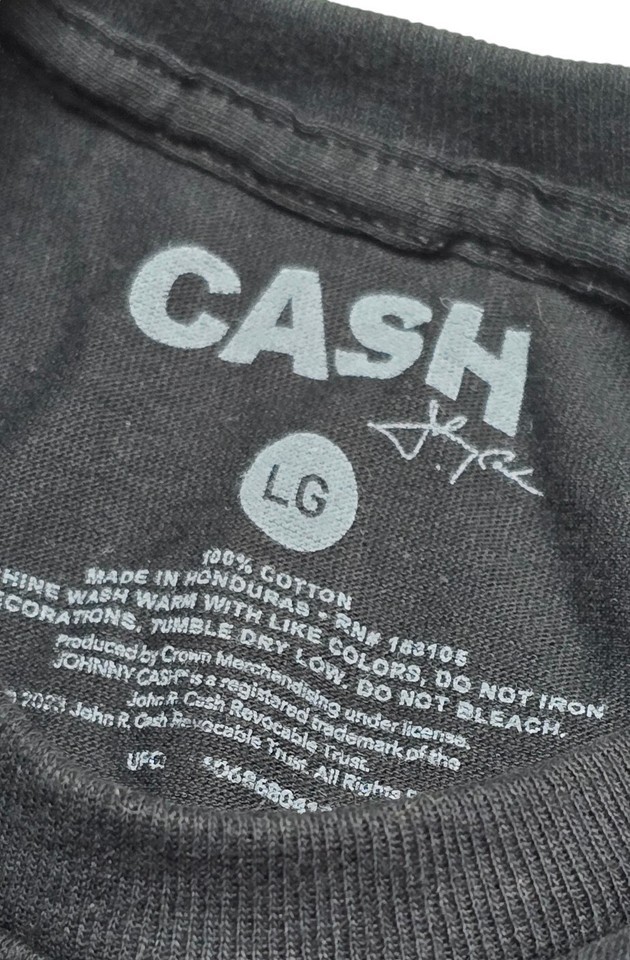 CASH
LG
100% COTTON
MADE IN HONDURAS * RN# 163105
HINE WASH WARM WITH LIKE COLORS, DO NOT IRON
ECORATIONS, TUMBLE DRY LOW, DO NOT BLEACH.
Produced by Crown Merchandising under license.
JOHNNY CASH® is a registered trademark of the
John R. Cash Revocable Trust.
2023 John R. Cash Revocable Trust. All Rights